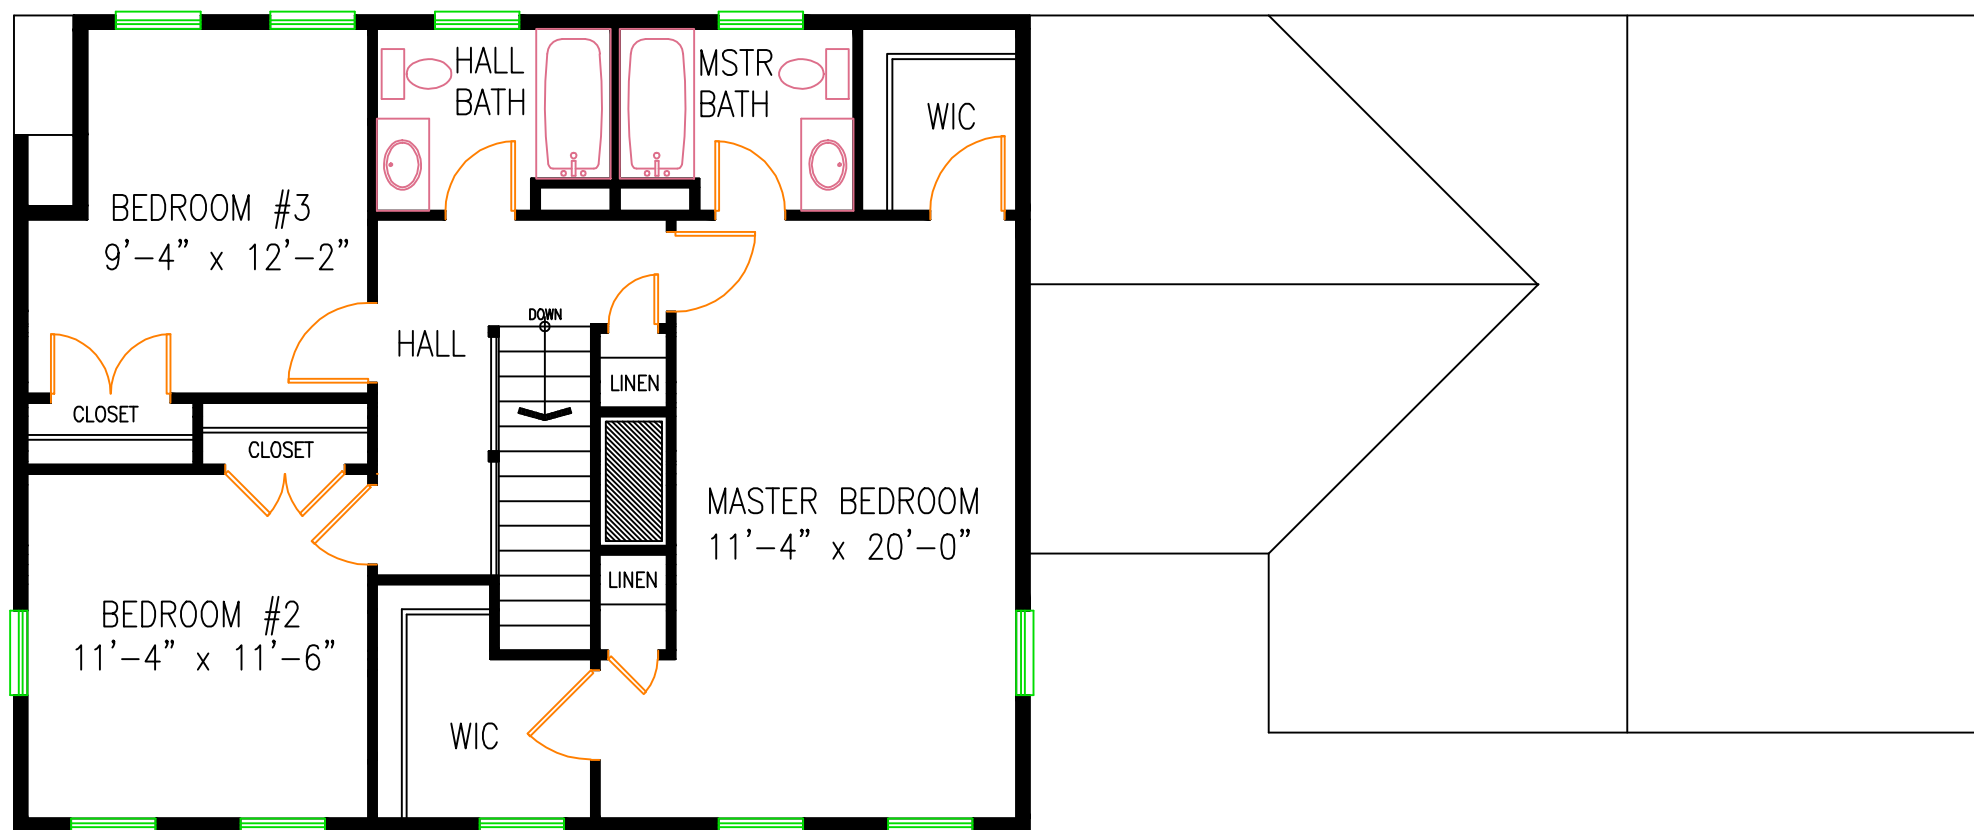 HALL
BATH
MSTR
BATH
WIC
BEDROOM #3
9'-4" x 12'-2"
DOWN
HALL
LINEN
CLOSET
CLOSET
MASTER BEDROOM
11'-4" x 20'-0"
LINEN
BEDROOM #2
11'-4" x 11'-6"
WIC